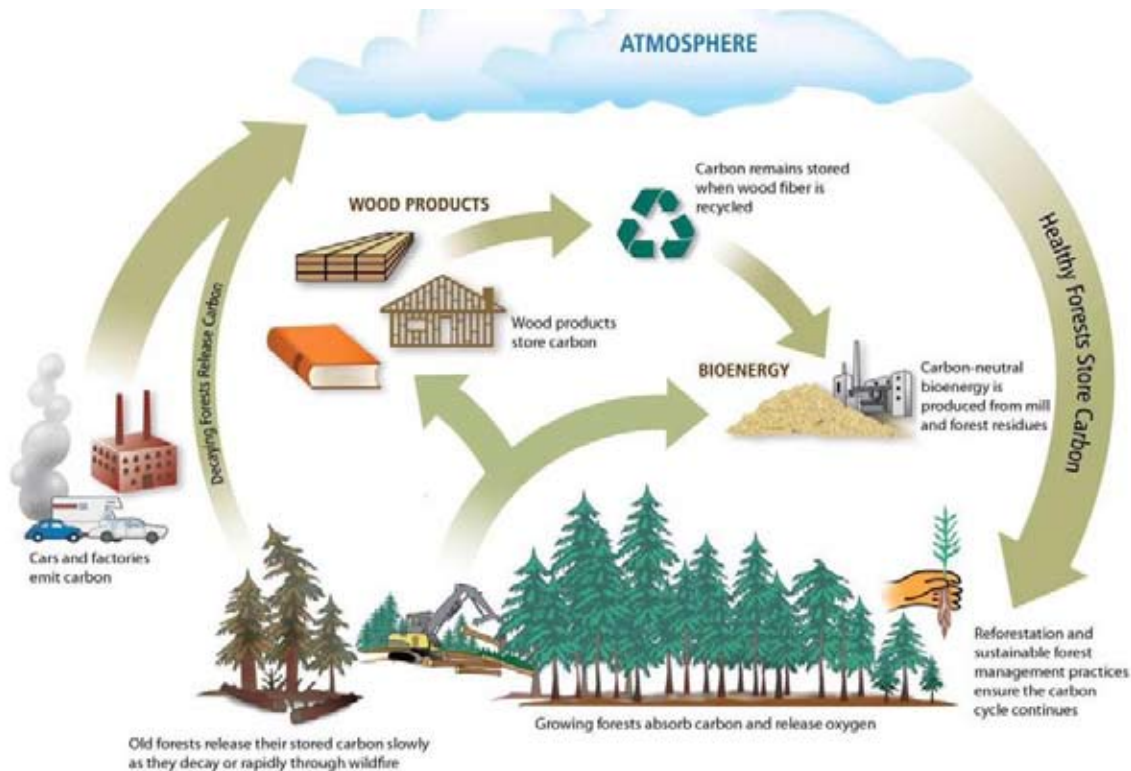 ATMOSPHERE
Carbon remains stored
when wood fiber is
recycled
WOOD PRODUCTS
Healthy Forests Store Carbon
Decaying Forests Release Carbon
Wood products
store carbon
BIOENERGY
Carbon-neutral
bioenergy is
produced from mill
and forest residues
Cars and factories
emit carbon
Reforestation and
sustainable forest
management practices
ensure the carbon
cycle continues
Growing forests absorb carbon and release oxygen
Old forests release their stored carbon slowly
as they decay or rapidly through wildfire